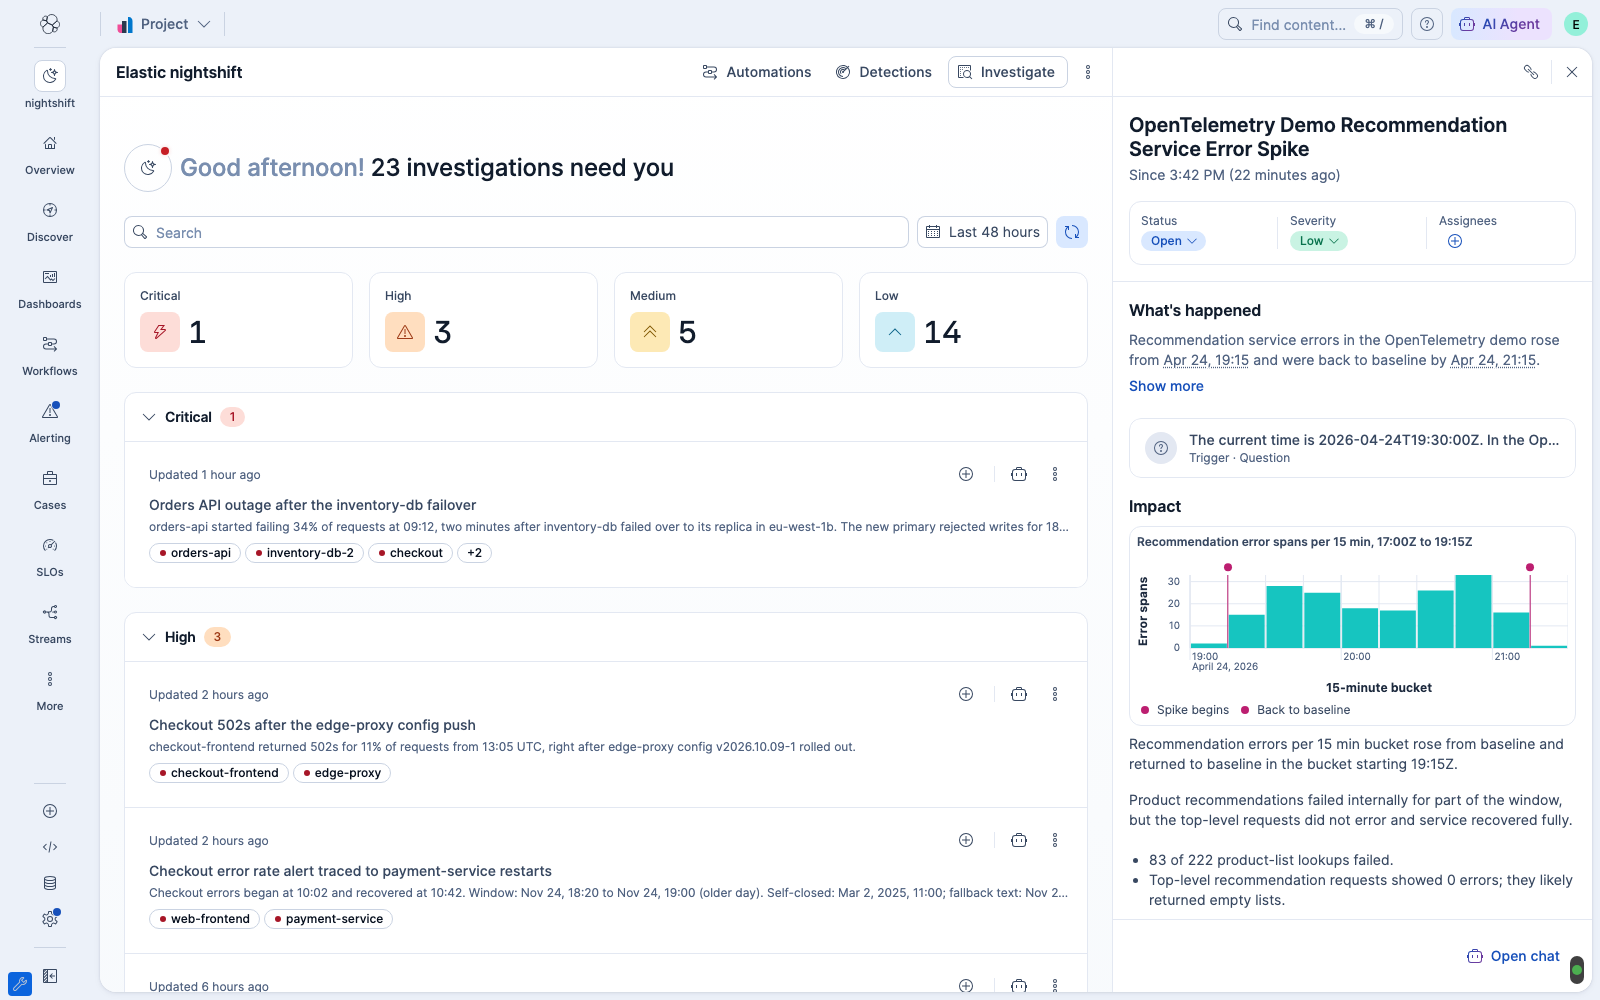 Project
Find content...
⌘ /
AI Agent
E
nightshift
Overview
Discover
Dashboards
Workflows
Alerting
Cases
SLOs
Streams
More
Elastic nightshift
Automations
Detections
Investigate
Good afternoon! 23 investigations need you
Search
Last 48 hours
Critical
1
High
3
Medium
5
Low
14
Critical 1
Updated 1 hour ago
Orders API outage after the inventory-db failover
orders-api started failing 34% of requests at 09:12, two minutes after inventory-db failed over to its replica in eu-west-1b. The new primary rejected writes for 18...
orders-api
inventory-db-2
checkout
+2
High 3
Updated 2 hours ago
Checkout 502s after the edge-proxy config push
checkout-frontend returned 502s for 11% of requests from 13:05 UTC, right after edge-proxy config v2026.10.09-1 rolled out.
checkout-frontend
edge-proxy
Updated 2 hours ago
Checkout error rate alert traced to payment-service restarts
Checkout errors began at 10:02 and recovered at 10:42. Window: Nov 24, 18:20 to Nov 24, 19:00 (older day). Self-closed: Mar 2, 2025, 11:00; fallback text: Nov 2...
web-frontend
payment-service
Updated 6 hours ago
OpenTelemetry Demo Recommendation
Service Error Spike
Since 3:42 PM (22 minutes ago)
Status
Open
Severity
Low
Assignees
What's happened
Recommendation service errors in the OpenTelemetry demo rose
from Apr 24, 19:15 and were back to baseline by Apr 24, 21:15.
Show more
The current time is 2026-04-24T19:30:00Z. In the Op...
Trigger · Question
Impact
Recommendation error spans per 15 min, 17:00Z to 19:15Z
Error spans
30
20
10
0
19:00
April 24, 2026
20:00
21:00
15-minute bucket
Spike begins
Back to baseline
Recommendation errors per 15 min bucket rose from baseline and
returned to baseline in the bucket starting 19:15Z.
Product recommendations failed internally for part of the window,
but the top-level requests did not error and service recovered fully.
• 83 of 222 product-list lookups failed.
• Top-level recommendation requests showed 0 errors; they likely
returned empty lists.
Open chat